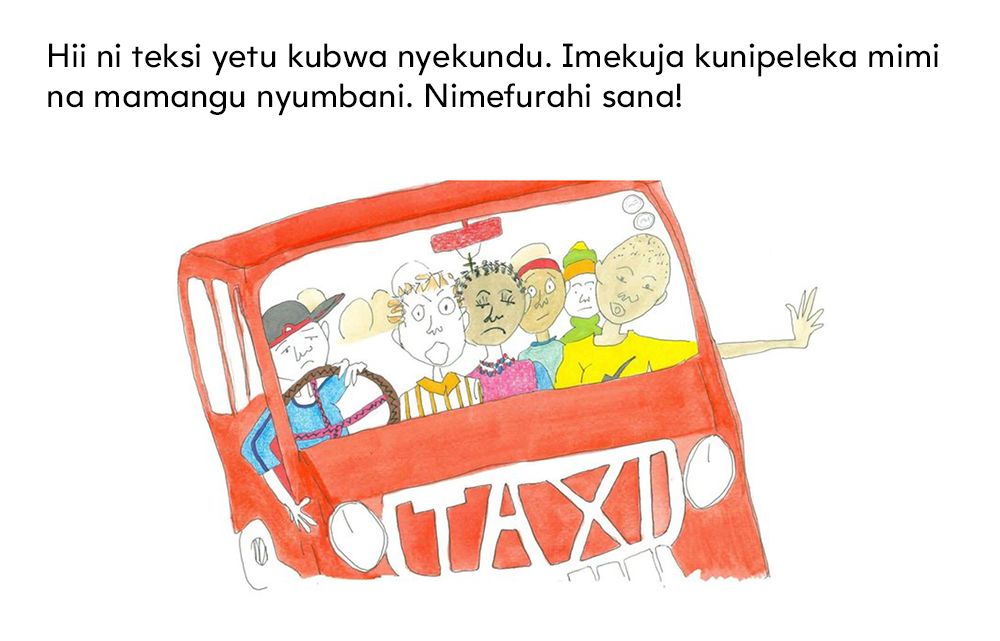 Hii ni teksi yetu kubwa nyekundu. Imekuja kunipeleka mimi
na mamangu nyumbani. Nimefurahi sana!
TAXI